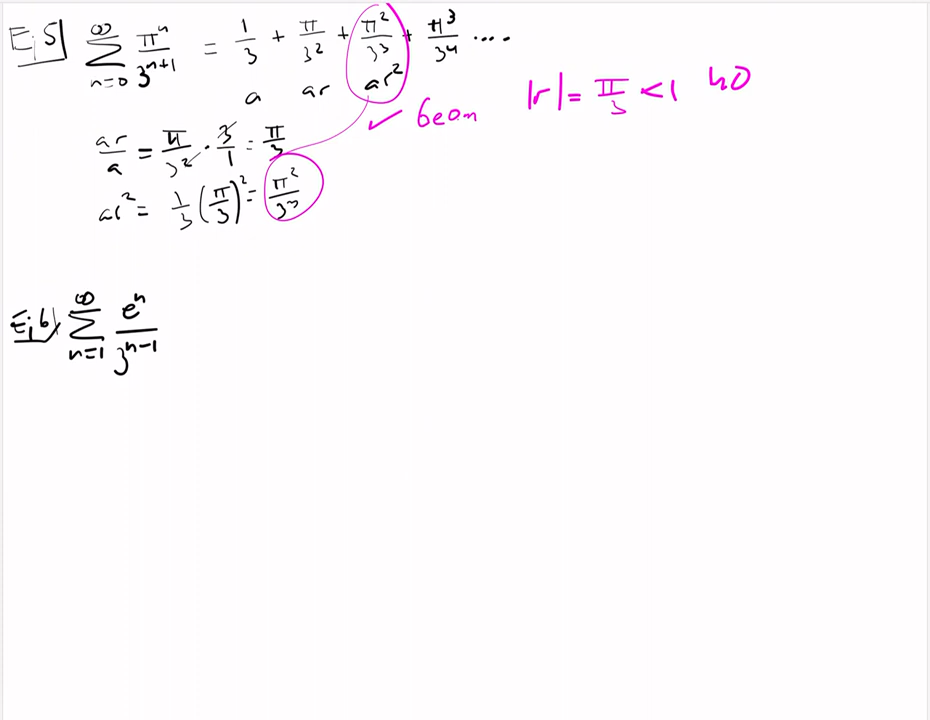 Ej 5) ∑_{n=0}^{∞} π^n / 3^{n+1} = 1/3 + π/3^2 + π^2/3^3 + π^3/3^4 ....
a ar ar^2
|r| = π/3 < 1 no
✓ Geom
ar/a = π/3^2 · 3/1 = π/3
ar^2 = 1/3 (π/3)^2 = π^2/3^3
Ej 6) ∑_{n=1}^{∞} e^n / 3^{n-1}